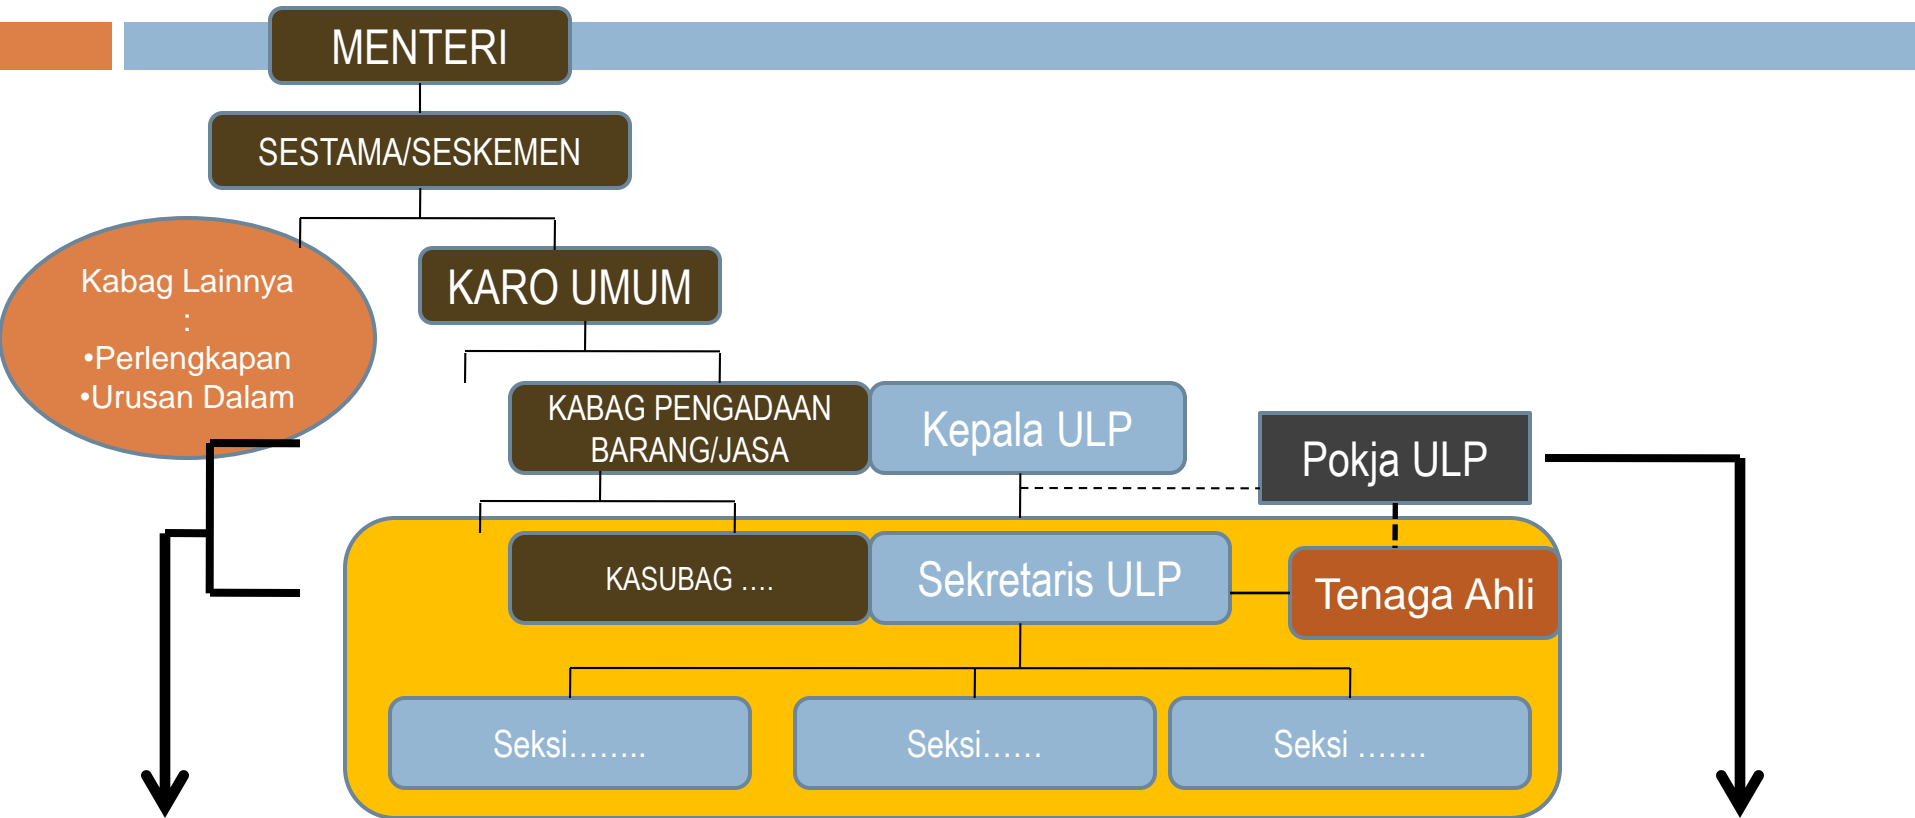 MENTERI
SESTAMA/SESKEMEN
Kabag Lainnya
:
•Perlengkapan
•Urusan Dalam
KARO UMUM
KABAG PENGADAAN
BARANG/JASA
Kepala ULP
Pokja ULP
KASUBAG ....
Sekretaris ULP
Tenaga Ahli
Seksi……..
Seksi……
Seksi …….